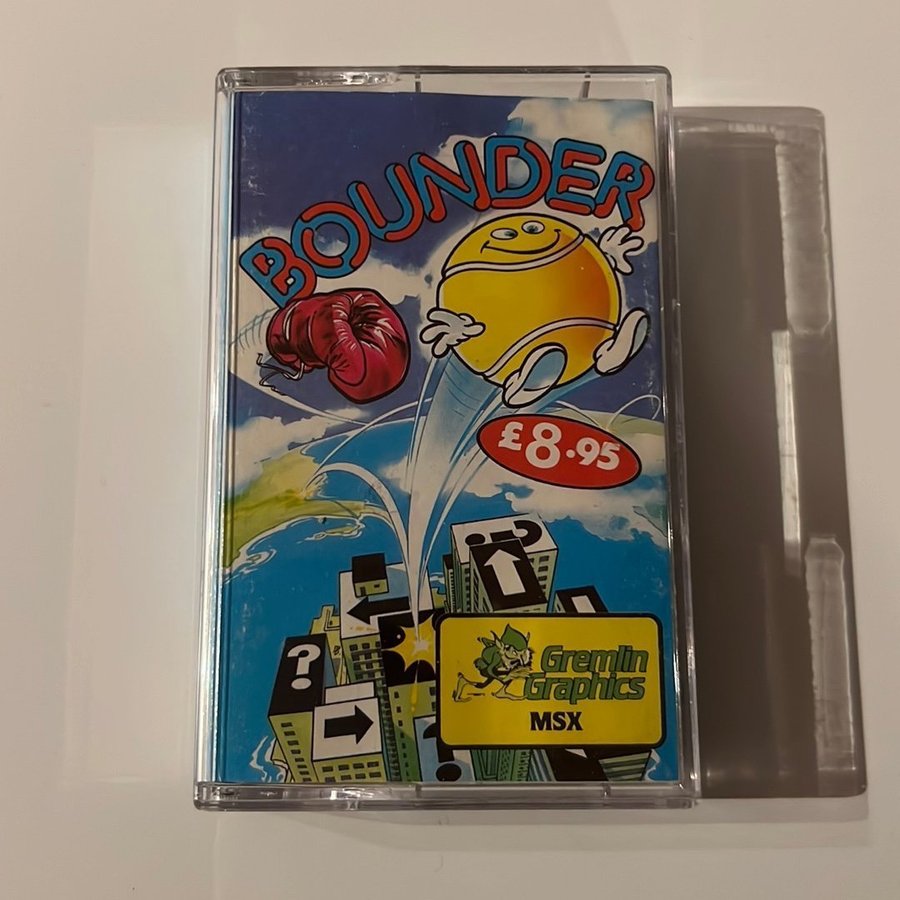 BOUNDER
£8.95
?
?
?
Gremlin
Graphics
MSX